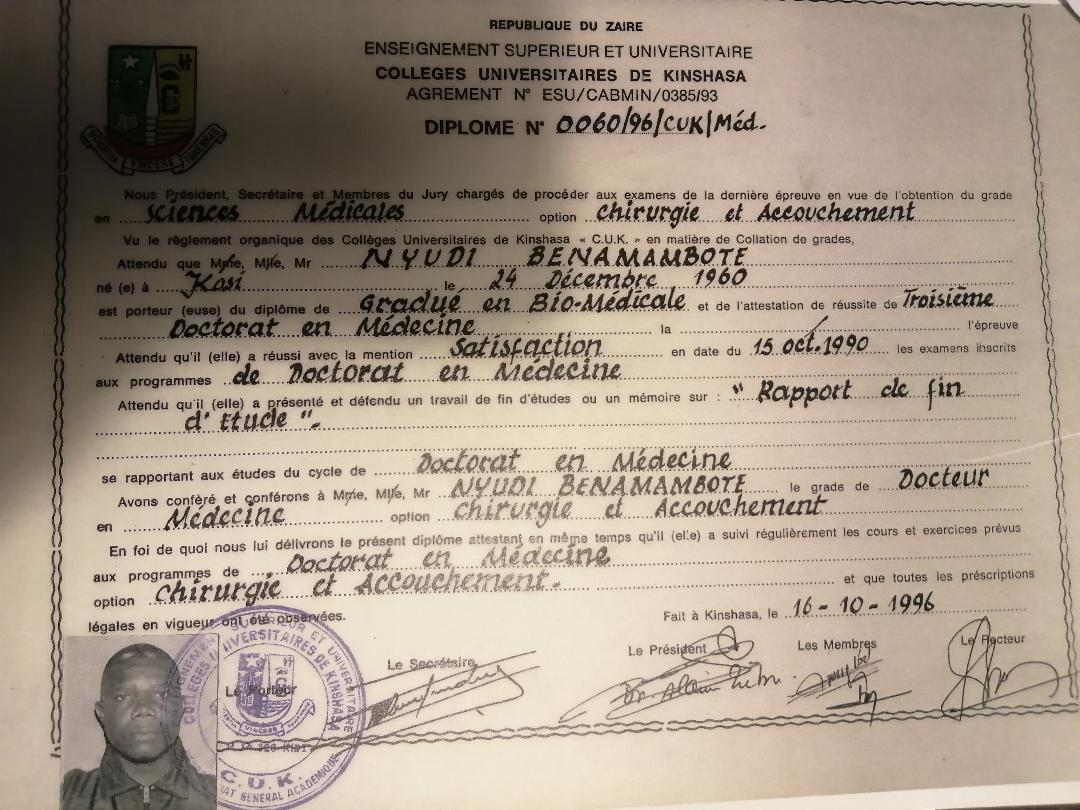 REPUBLIQUE DU ZAIRE
ENSEIGNEMENT SUPERIEUR ET UNIVERSITAIRE
COLLEGES UNIVERSITAIRES DE KINSHASA
AGREMENT N° ESU/CABMIN/0385/93
DIPLOME N° 0060/96/CUK/Méd.
VINCERE TENEBRAS
Nous Président, Secrétaire et Membres du Jury chargés de procéder aux examens de la dernière épreuve en vue de l'obtention du grade
en Sciences Médicales option Chirurgie et Accouchement
Vu le règlement organique des Collèges Universitaires de Kinshasa « C.U.K. » en matière de Collation de grades,
Attendu que Mme, Mlle, Mr NYUDI BENAMAMBOTE
né (e) à Kasi le 24 Décembre 1960
est porteur (euse) du diplôme de Gradué en Bio-Médicale et de l'attestation de réussite de Troisième
Doctorat en Médecine la l'épreuve
Attendu qu'il (elle) a réussi avec la mention Satisfaction en date du 15 oct. 1990 les examens inscrits
aux programmes de Doctorat en Médecine
Attendu qu'il (elle) a présenté et défendu un travail de fin d'études ou un mémoire sur : " Rapport de fin
d'Etude ".
se rapportant aux études du cycle de Doctorat en Médecine
Avons conféré et conférons à Mme, Mlle, Mr NYUDI BENAMAMBOTE le grade de Docteur
en Médecine option Chirurgie et Accouchement
En foi de quoi nous lui délivrons le présent diplôme attestant en même temps qu'il (elle) a suivi régulièrement les cours et exercices prévus
aux programmes de Doctorat en Médecine
option Chirurgie et Accouchement. et que toutes les préscriptions
légales en vigueur ont été observées.
Fait à Kinshasa, le 16-10-1996
Le Porteur
Le Secrétaire
Le Président
Les Membres
Le Recteur
SUPERIEUR ET UNIVERSITAIRE
COLLEGES UNIVERSITAIRES DE KINSHASA
C.U.K.
GENERAL ACADEMIQUE